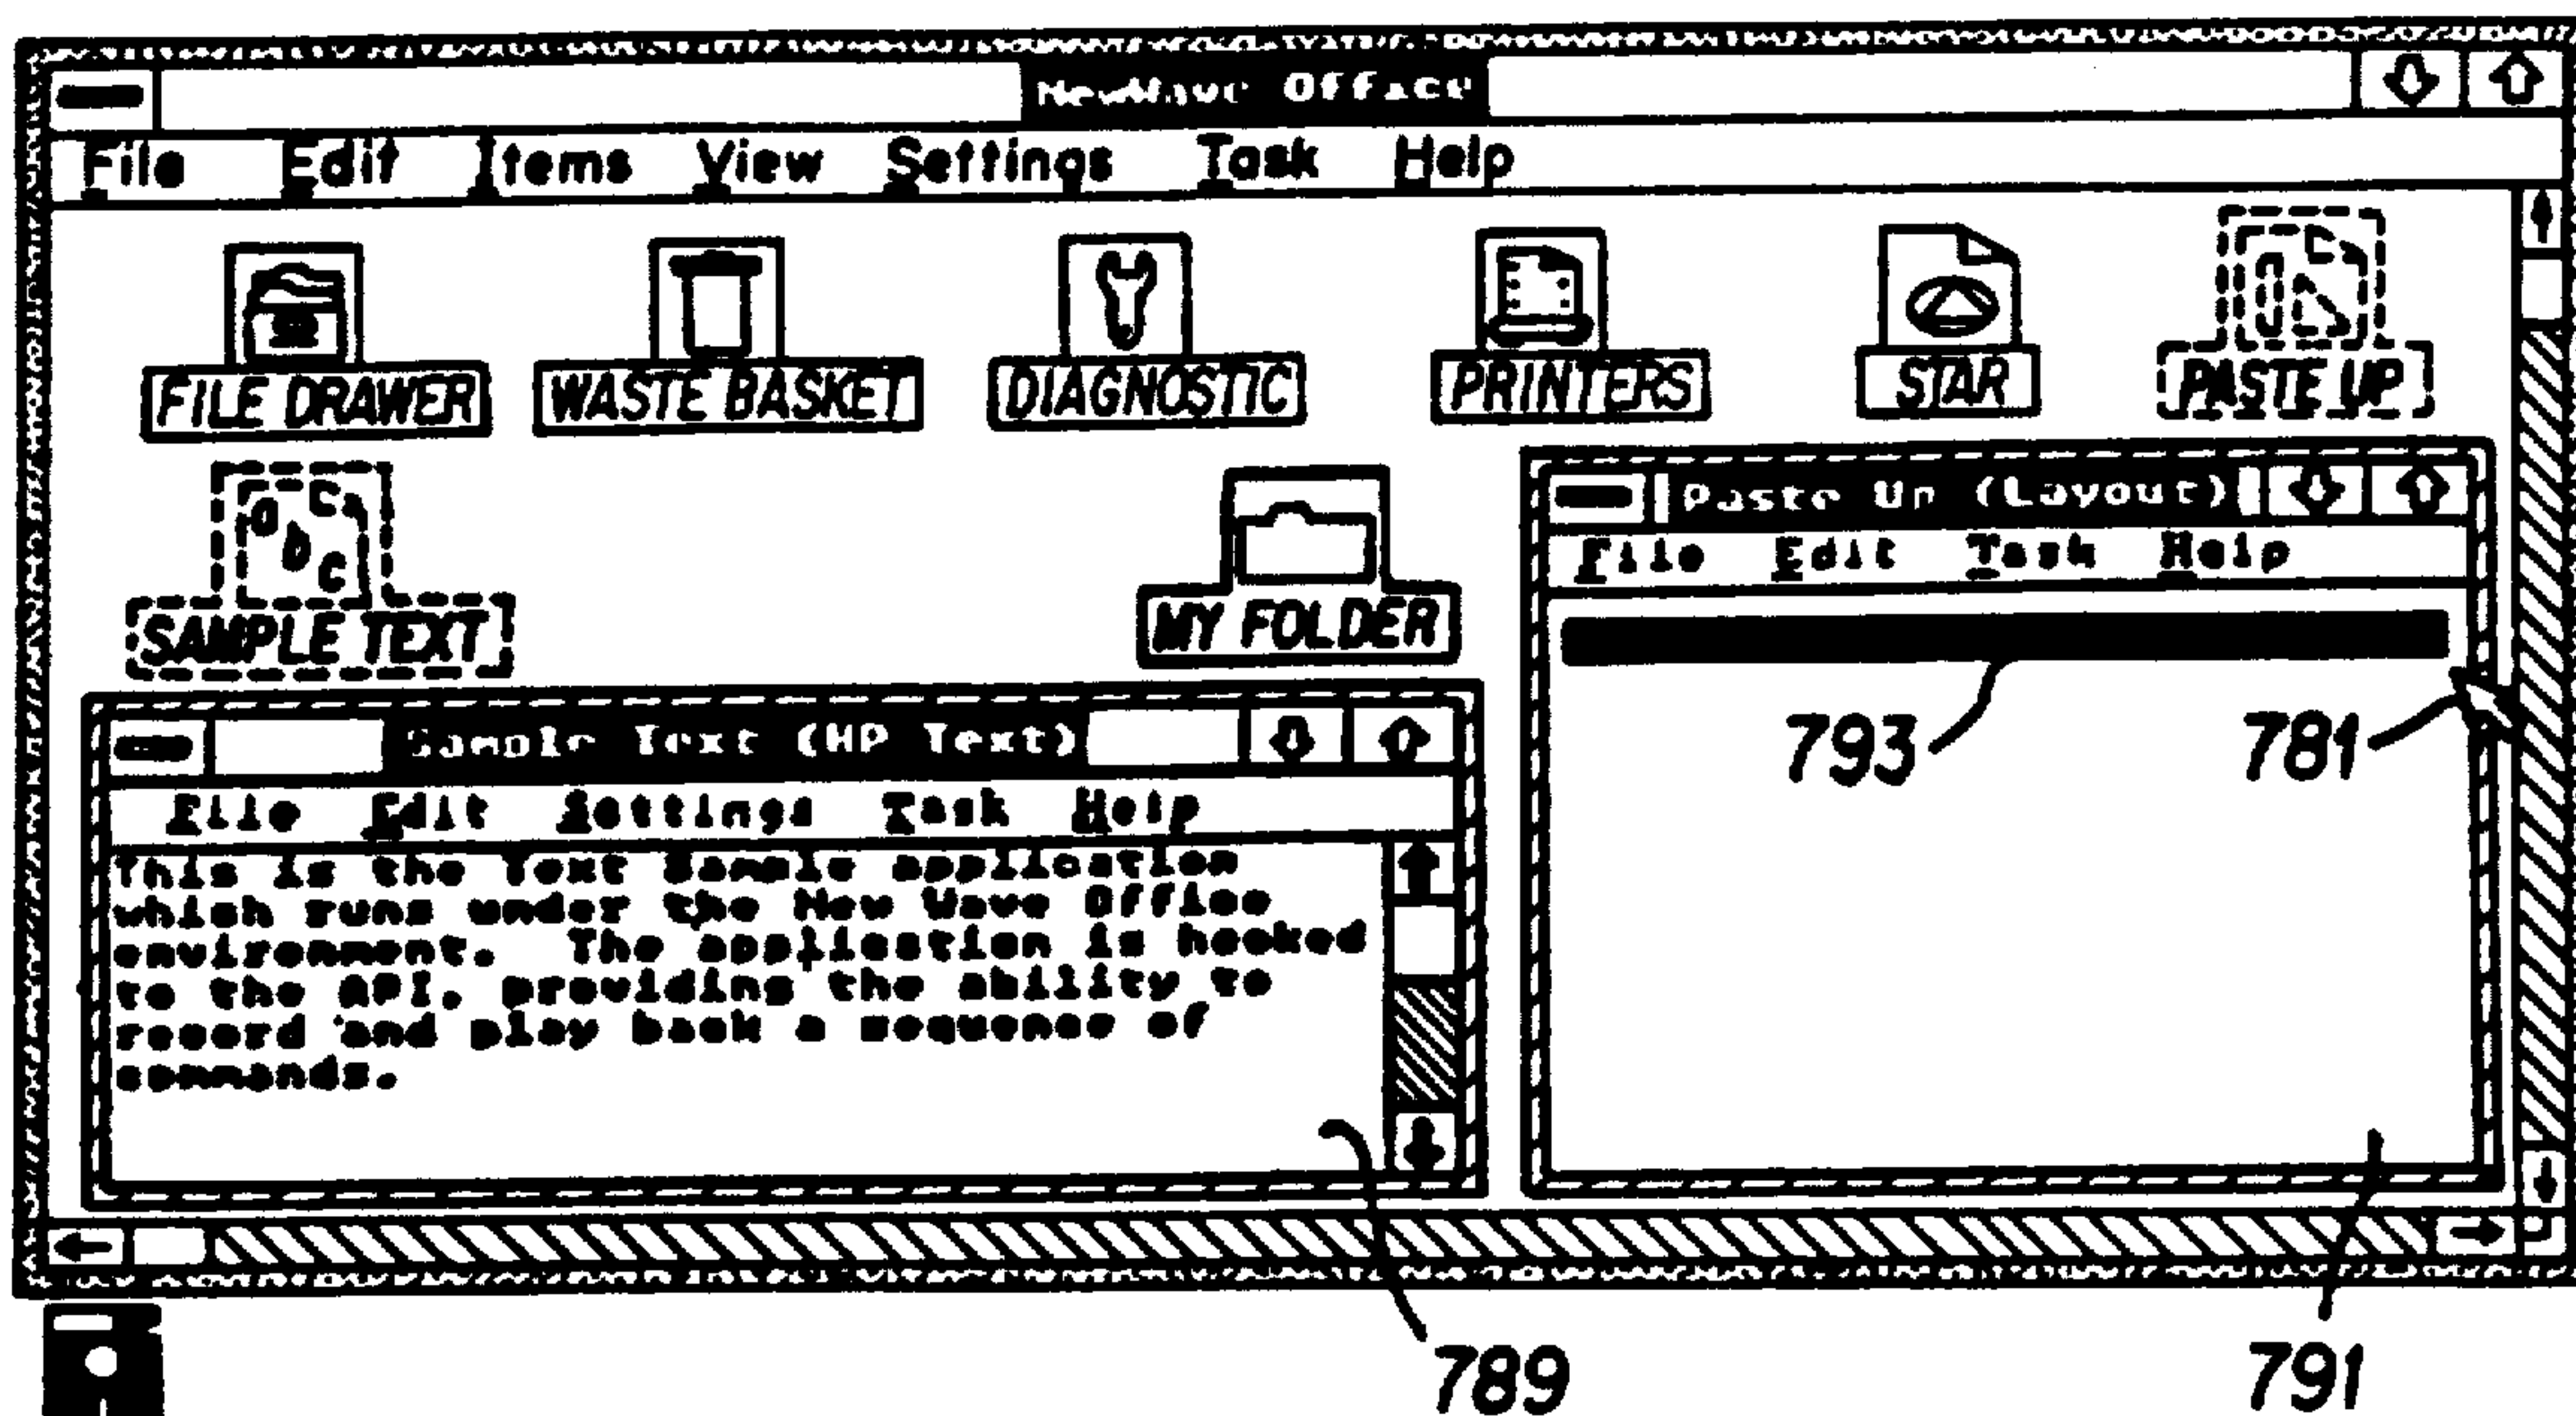 NewWave Office
File Edit Items View Settings Task Help
FILE DRAWER WASTE BASKET DIAGNOSTIC PRINTERS STAR PASTE UP
a b c
SAMPLE TEXT MY FOLDER
Paste Up (Layout)
File Edit Task Help
793 781
Sample Text (HP Text)
File Edit Settings Task Help
This is the Text Sample application
which runs under the New Wave Office
environment. The application is hooked
to the API, providing the ability to
record and play back a sequence of
commands.
789 791